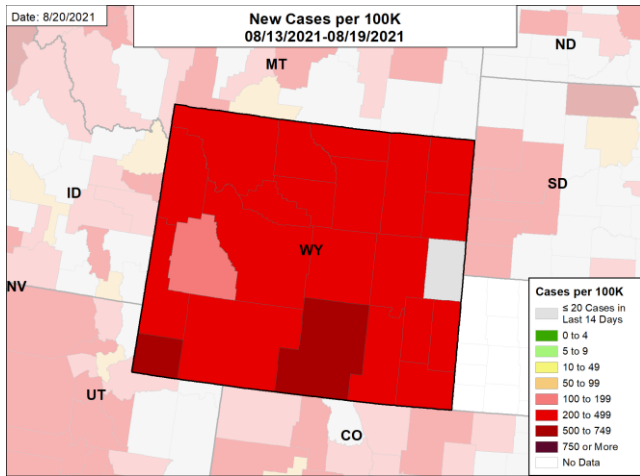 Date: 8/20/2021
New Cases per 100K
08/13/2021-08/19/2021
ND
MT
SD
ID
WY
NV
UT
CO
Cases per 100K
≤ 20 Cases in
Last 14 Days
0 to 4
5 to 9
10 to 49
50 to 99
100 to 199
200 to 499
500 to 749
750 or More
No Data